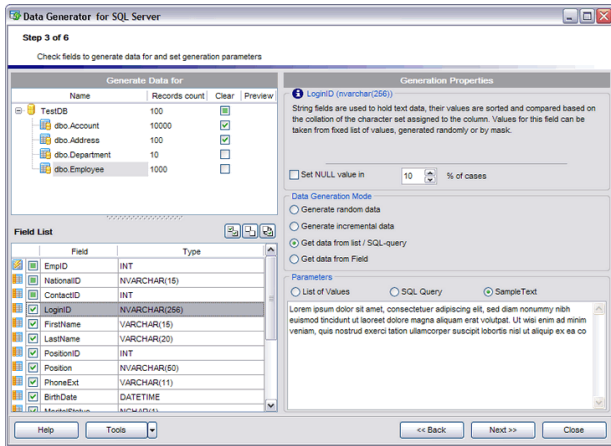 Data Generator for SQL Server
Step 3 of 6
Check fields to generate data for and set generation parameters
Generate Data for
Name Records count Clear Preview
TestDB 100
dbo.Account 10000
dbo.Address 100
dbo.Department 10
dbo.Employee 1000
Field List
Field Type
EmpID INT
NationalID NVARCHAR(15)
ContactID INT
LoginID NVARCHAR(256)
FirstName VARCHAR(15)
LastName VARCHAR(20)
PositionID INT
Position NVARCHAR(50)
PhoneExt VARCHAR(11)
BirthDate DATETIME
NCHAR(1)
Generation Properties
LoginID (nvarchar(256))
String fields are used to hold text data, their values are sorted and compared based on
the collation of the character set assigned to the column. Values for this field can be
taken from fixed list of values, generated randomly or by mask.
Set NULL value in 10 % of cases
Data Generation Mode
Generate random data
Generate incremental data
Get data from list / SQL-query
Get data from Field
Parameters
List of Values SQL Query SampleText
Lorem ipsum dolor sit amet, consectetuer adipiscing elit, sed diam nonummy nibh
euismod tincidunt ut laoreet dolore magna aliquam erat volutpat. Ut wisi enim ad minim
veniam, quis nostrud exerci tation ullamcorper suscipit lobortis nisl ut aliquip ex ea co
Help Tools << Back Next >> Close